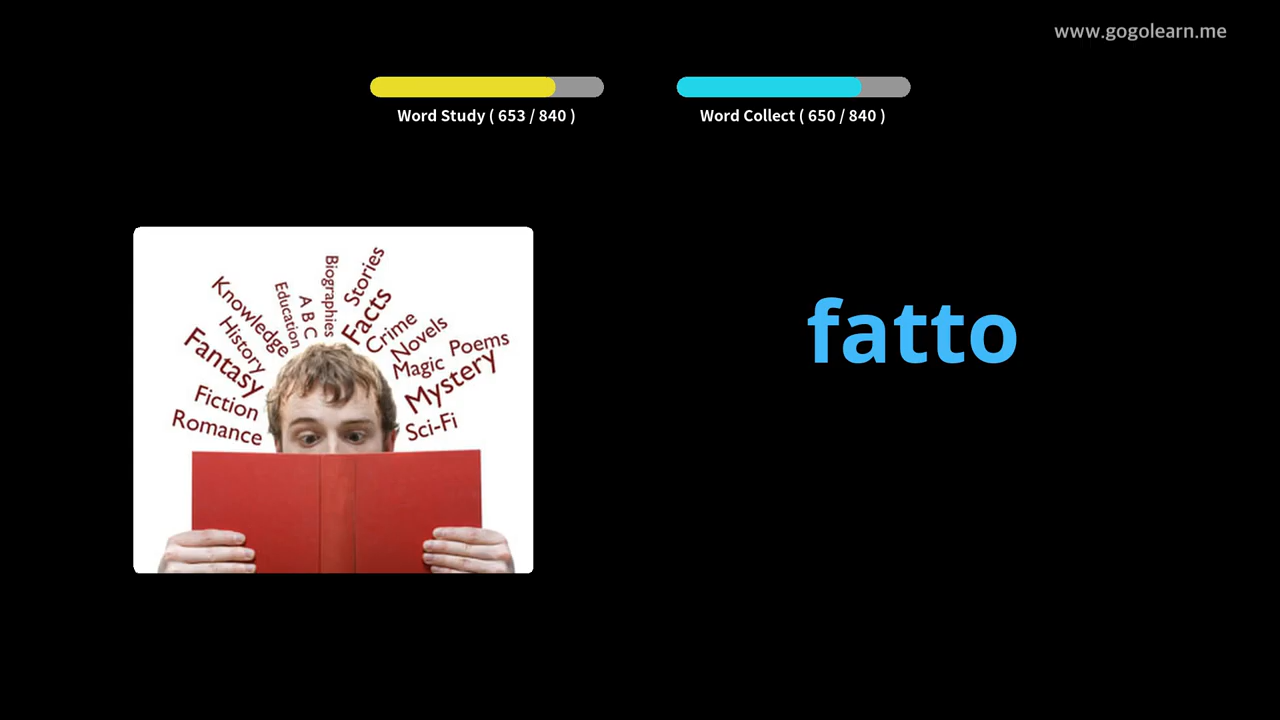 www.gogolearn.me
Word Study ( 653 / 840 )
Word Collect ( 650 / 840 )
Biographies
Stories
Education
A B C
Facts
Knowledge
Crime
History
Novels
Poems
Fantasy
Magic
Mystery
Fiction
Romance
Sci-Fi
fatto